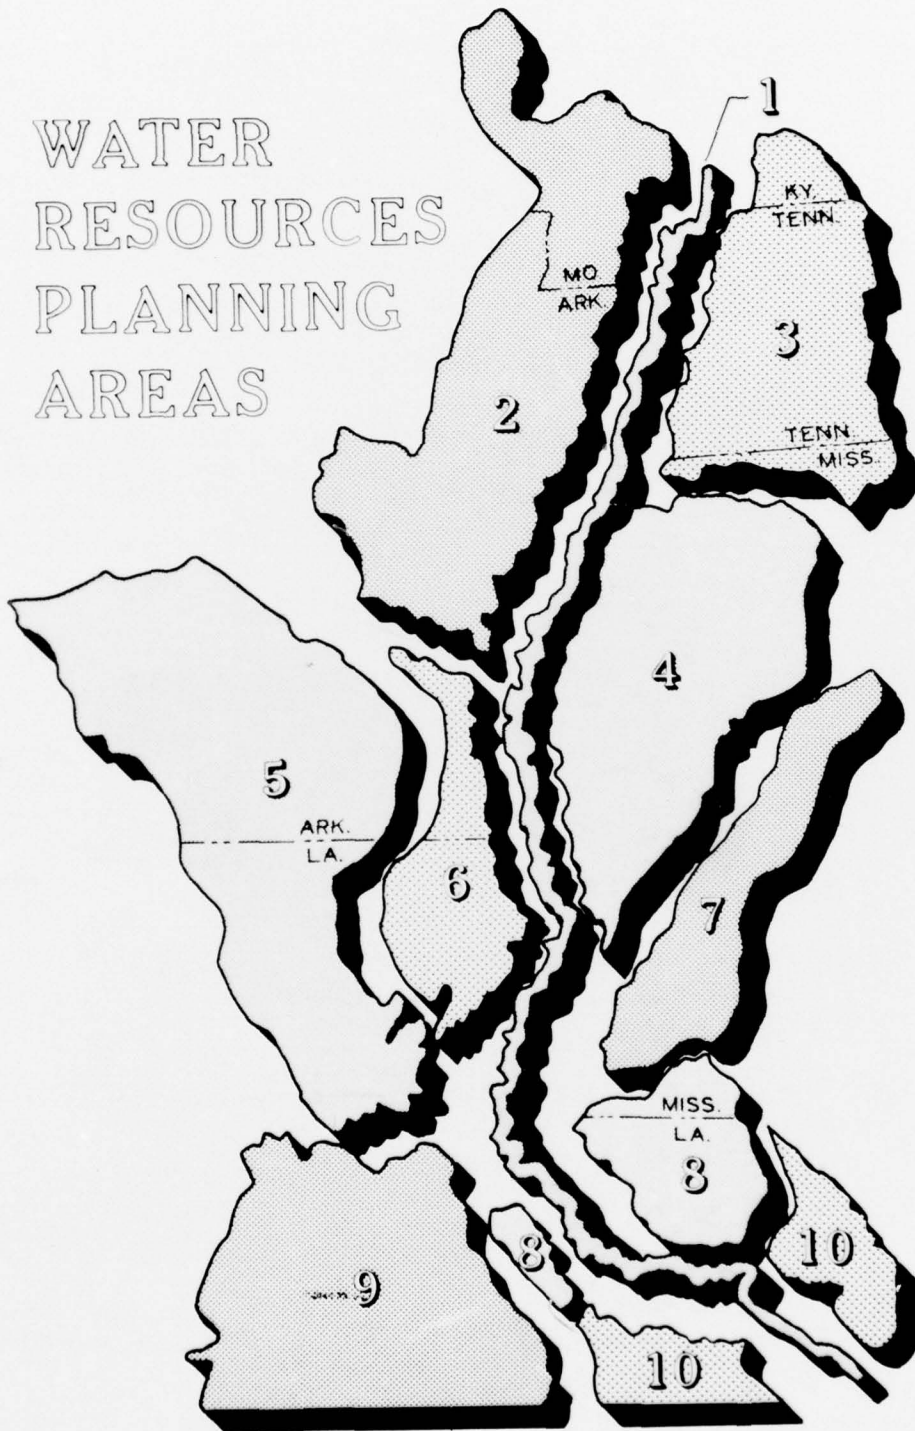 WATER
RESOURCES
PLANNING
AREAS
1
KY.
TENN.
MO.
ARK.
3
2
TENN.
MISS.
4
5
ARK.
LA.
6
7
MISS.
LA.
8
8
10
9
10